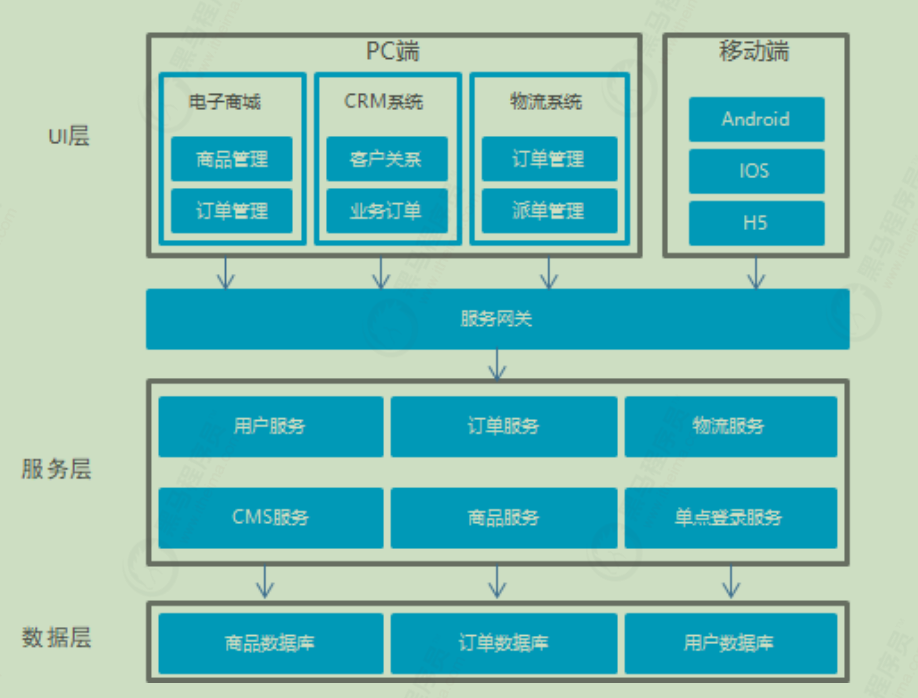 PC端
移动端
电子商城
CRM系统
物流系统
UI层
商品管理
客户关系
订单管理
Android
订单管理
业务订单
派单管理
IOS
H5
服务网关
用户服务
订单服务
物流服务
服务层
CMS服务
商品服务
单点登录服务
数据层
商品数据库
订单数据库
用户数据库
黑马程序员